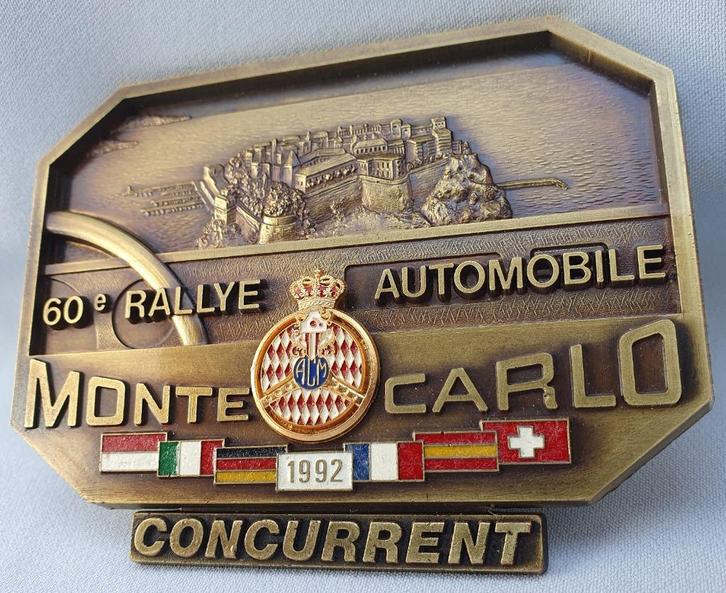 60e RALLYE AUTOMOBILE
MONTE CARLO
ACM
1992
CONCURRENT